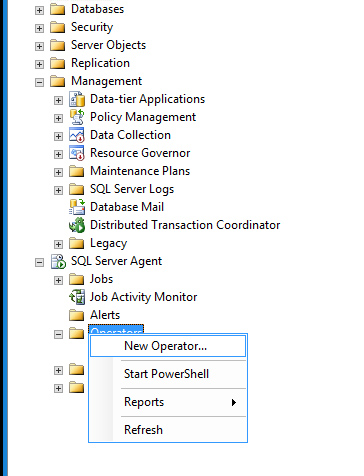 Databases
Security
Server Objects
Replication
Management
Data-tier Applications
Policy Management
Data Collection
Resource Governor
Maintenance Plans
SQL Server Logs
Database Mail
Distributed Transaction Coordinator
Legacy
SQL Server Agent
Jobs
Job Activity Monitor
Alerts
Operators
New Operator...
Start PowerShell
Reports
Refresh